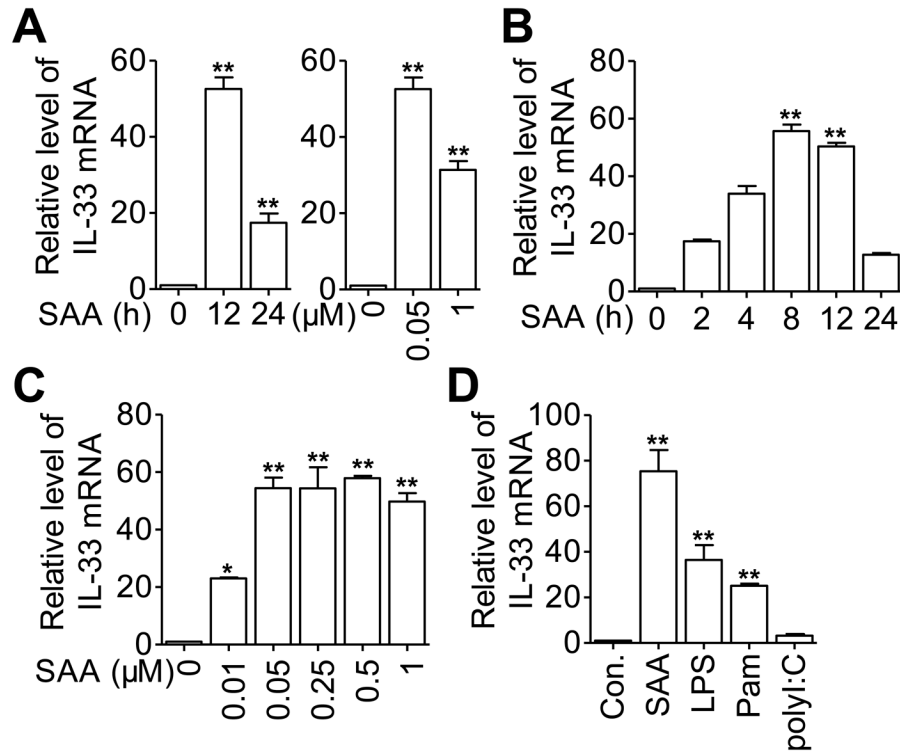 A
Relative level of
IL-33 mRNA
60
40
20
0
**
**
SAA (h) 0 12 24
60
40
20
0
**
**
(µM) 0 0.05 1
B
Relative level of
IL-33 mRNA
80
60
40
20
0
**
**
SAA (h) 0 2 4 8 12 24
C
Relative level of
IL-33 mRNA
80
60
40
20
0
*
**
**
**
**
SAA (µM) 0 0.01 0.05 0.25 0.5 1
D
Relative level of
IL-33 mRNA
100
80
60
40
20
0
**
**
**
Con. SAA LPS Pam polyI:C